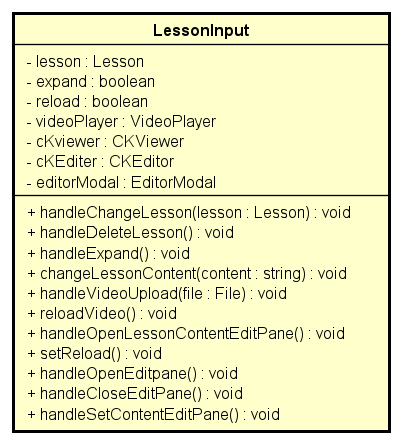 LessonInput
- lesson : Lesson
- expand : boolean
- reload : boolean
- videoPlayer : VideoPlayer
- cKviewer : CKViewer
- cKEditer : CKEditor
- editorModal : EditorModal
+ handleChangeLesson(lesson : Lesson) : void
+ handleDeleteLesson() : void
+ handleExpand() : void
+ changeLessonContent(content : string) : void
+ handleVideoUpload(file : File) : void
+ reloadVideo() : void
+ handleOpenLessonContentEditPane() : void
+ setReload() : void
+ handleOpenEditpane() : void
+ handleCloseEditPane() : void
+ handleSetContentEditPane() : void